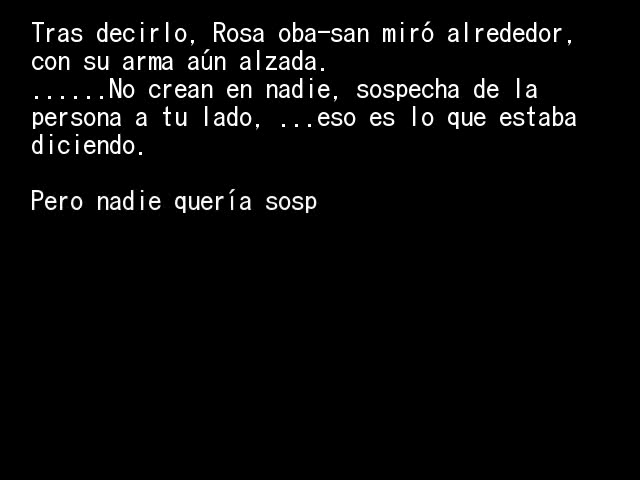 Tras decirlo, Rosa oba-san miró alrededor,
con su arma aún alzada.
......No crean en nadie, sospecha de la
persona a tu lado, ...eso es lo que estaba
diciendo.
Pero nadie quería sosp